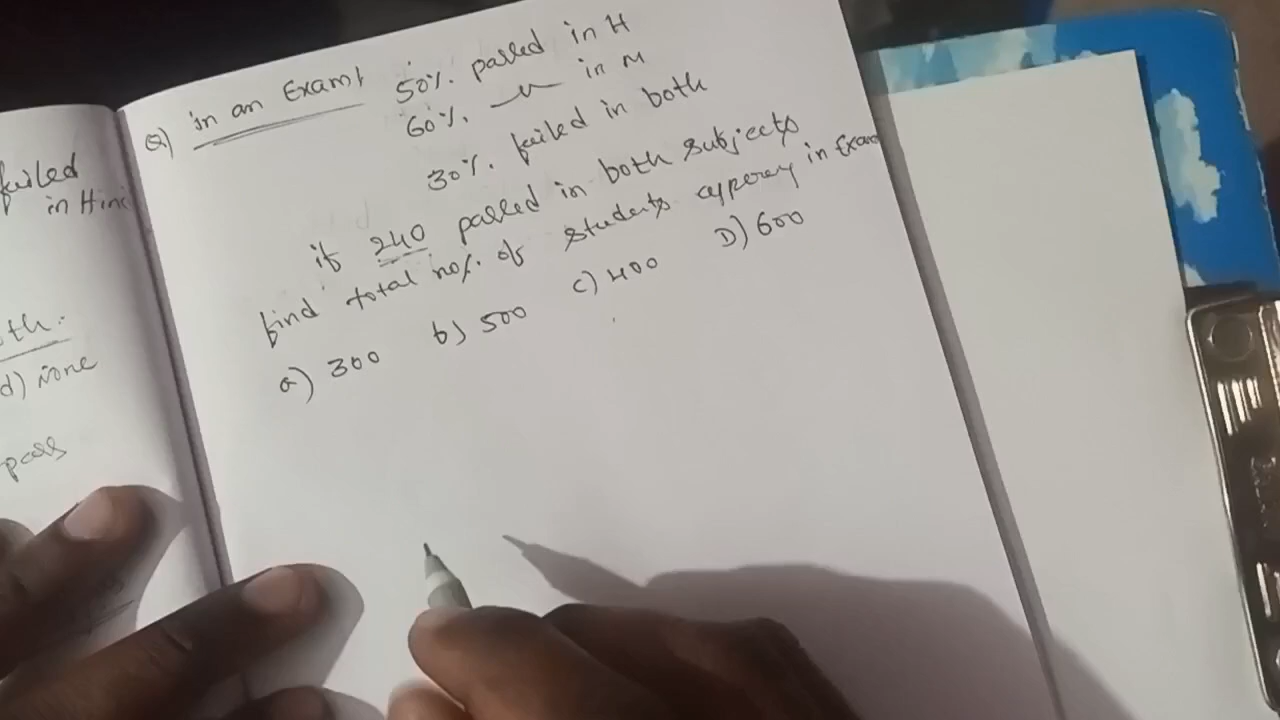 failed
in Hin
th.
d) None
pass
Q) in an Exam, 50%. passed in H
60%. —〃— in M
30%. failed in both
if 240 passed in both subjects
find total no/. of students apperey in Exam
a) 300 b) 500 c) 400 D) 600